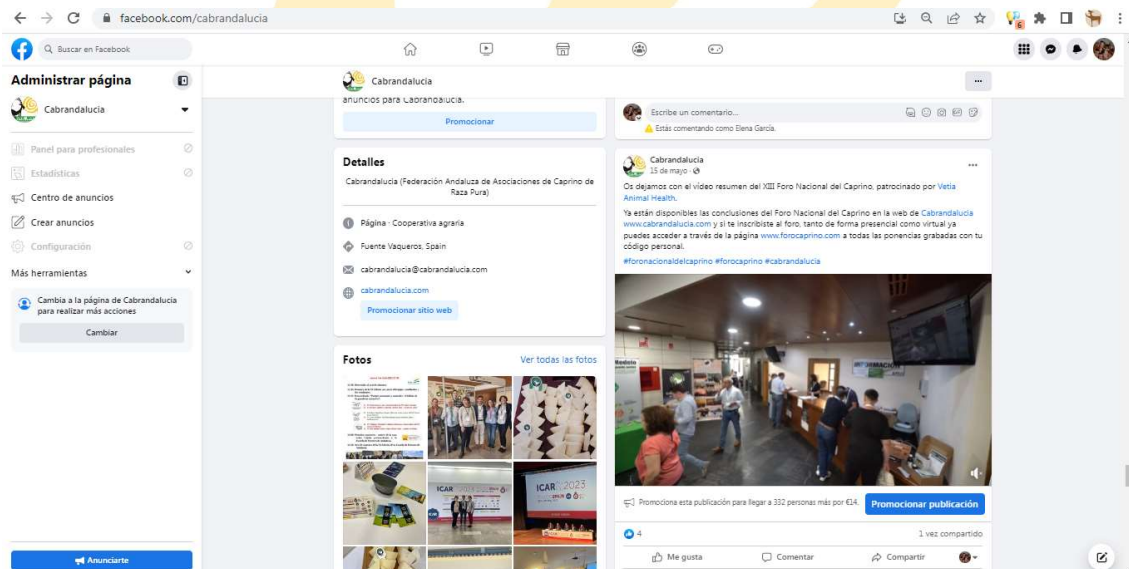 facebook.com/cabrandalucia
6
Buscar en Facebook
Administrar página
Cabrandalucia
Panel para profesionales
Estadísticas
Centro de anuncios
Crear anuncios
Configuración
Más herramientas
Cambia a la página de Cabrandalucia
para realizar más acciones
Cambiar
Anunciarte
Cabrandalucia
anuncios para Cabrandalucia.
Promocionar
Detalles
Cabrandalucia (Federación Andaluza de Asociaciones de Caprino de
Raza Pura)
Página · Cooperativa agraria
Fuente Vaqueros, Spain
cabrandalucia@cabrandalucia.com
cabrandalucia.com
Promocionar sitio web
Fotos
Ver todas las fotos
ICAR
ICAR 2023
Escribe un comentario...
Estás comentando como Elena García.
Cabrandalucia
15 de mayo ·
Os dejamos con el vídeo resumen del XIII Foro Nacional del Caprino, patrocinado por Vetia
Animal Health.
Ya están disponibles las conclusiones del Foro Nacional del Caprino en la web de Cabrandalucia
www.cabrandalucia.com y si te inscribiste al foro, tanto de forma presencial como virtual ya
puedes acceder a través de la página www.forocaprino.com a todas las ponencias grabadas con tu
código personal.
#foronacionaldelcaprino #forocaprino #cabrandalucia
INFORMACION
Promociona esta publicación para llegar a 332 personas más por €14.
Promocionar publicación
4
1 vez compartido
Me gusta
Comentar
Compartir